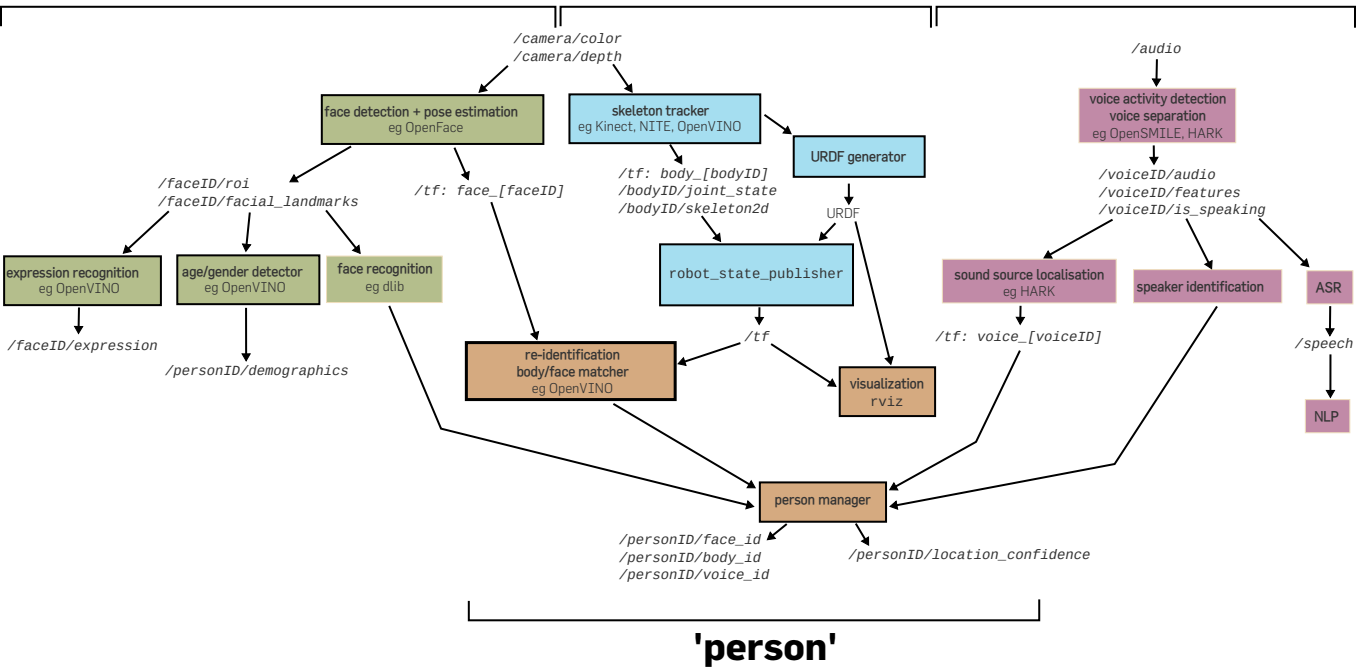 /camera/color
/camera/depth
/audio
face detection + pose estimation
eg OpenFace
skeleton tracker
eg Kinect, NITE, OpenVINO
voice activity detection
voice separation
eg OpenSMILE, HARK
URDF generator
/faceID/roi
/faceID/facial_landmarks
/tf: face_[faceID]
/tf: body_[bodyID]
/bodyID/joint_state
/bodyID/skeleton2d
URDF
/voiceID/audio
/voiceID/features
/voiceID/is_speaking
expression recognition
eg OpenVINO
age/gender detector
eg OpenVINO
face recognition
eg dlib
robot_state_publisher
sound source localisation
eg HARK
speaker identification
ASR
/faceID/expression
/personID/demographics
/tf
/tf: voice_[voiceID]
/speech
re-identification
body/face matcher
eg OpenVINO
visualization
rviz
NLP
person manager
/personID/face_id
/personID/body_id
/personID/voice_id
/personID/location_confidence
'person'